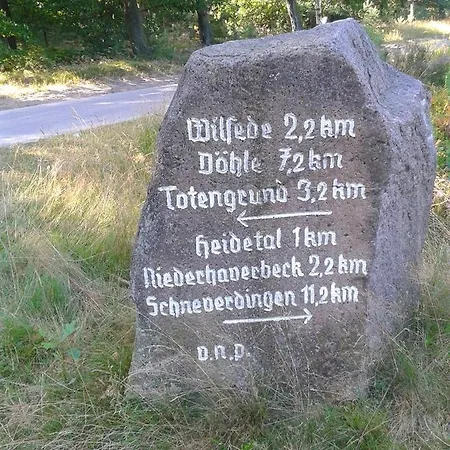 Wilsede 2,2 km
Döhle 7,2 km
Totengrund 3,2 km
Heidetal 1 km
Niederhaverbeck 2,2 km
Schneverdingen 11,2 km
v.n.p.